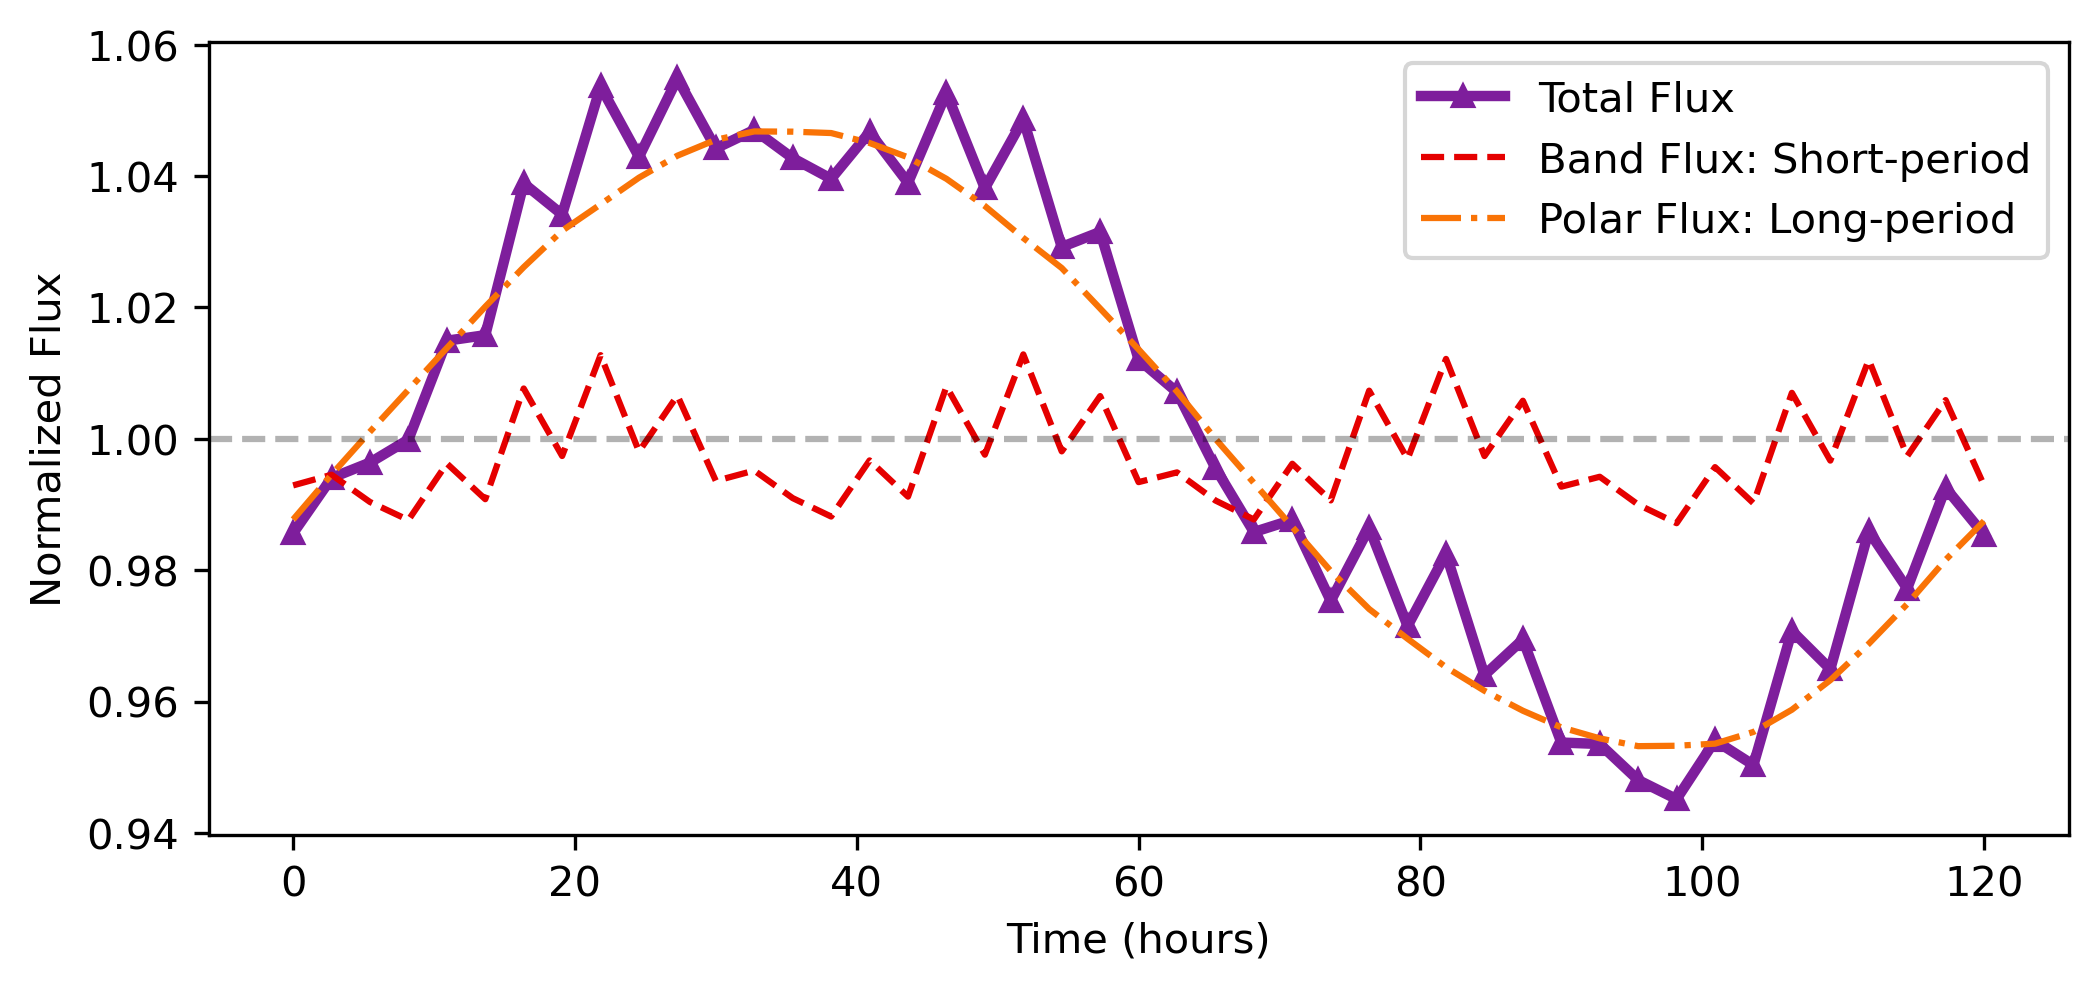 1.06
1.04
1.02
1.00
0.98
0.96
0.94
Normalized Flux
Total Flux
Band Flux: Short-period
Polar Flux: Long-period
0 20 40 60 80 100 120
Time (hours)